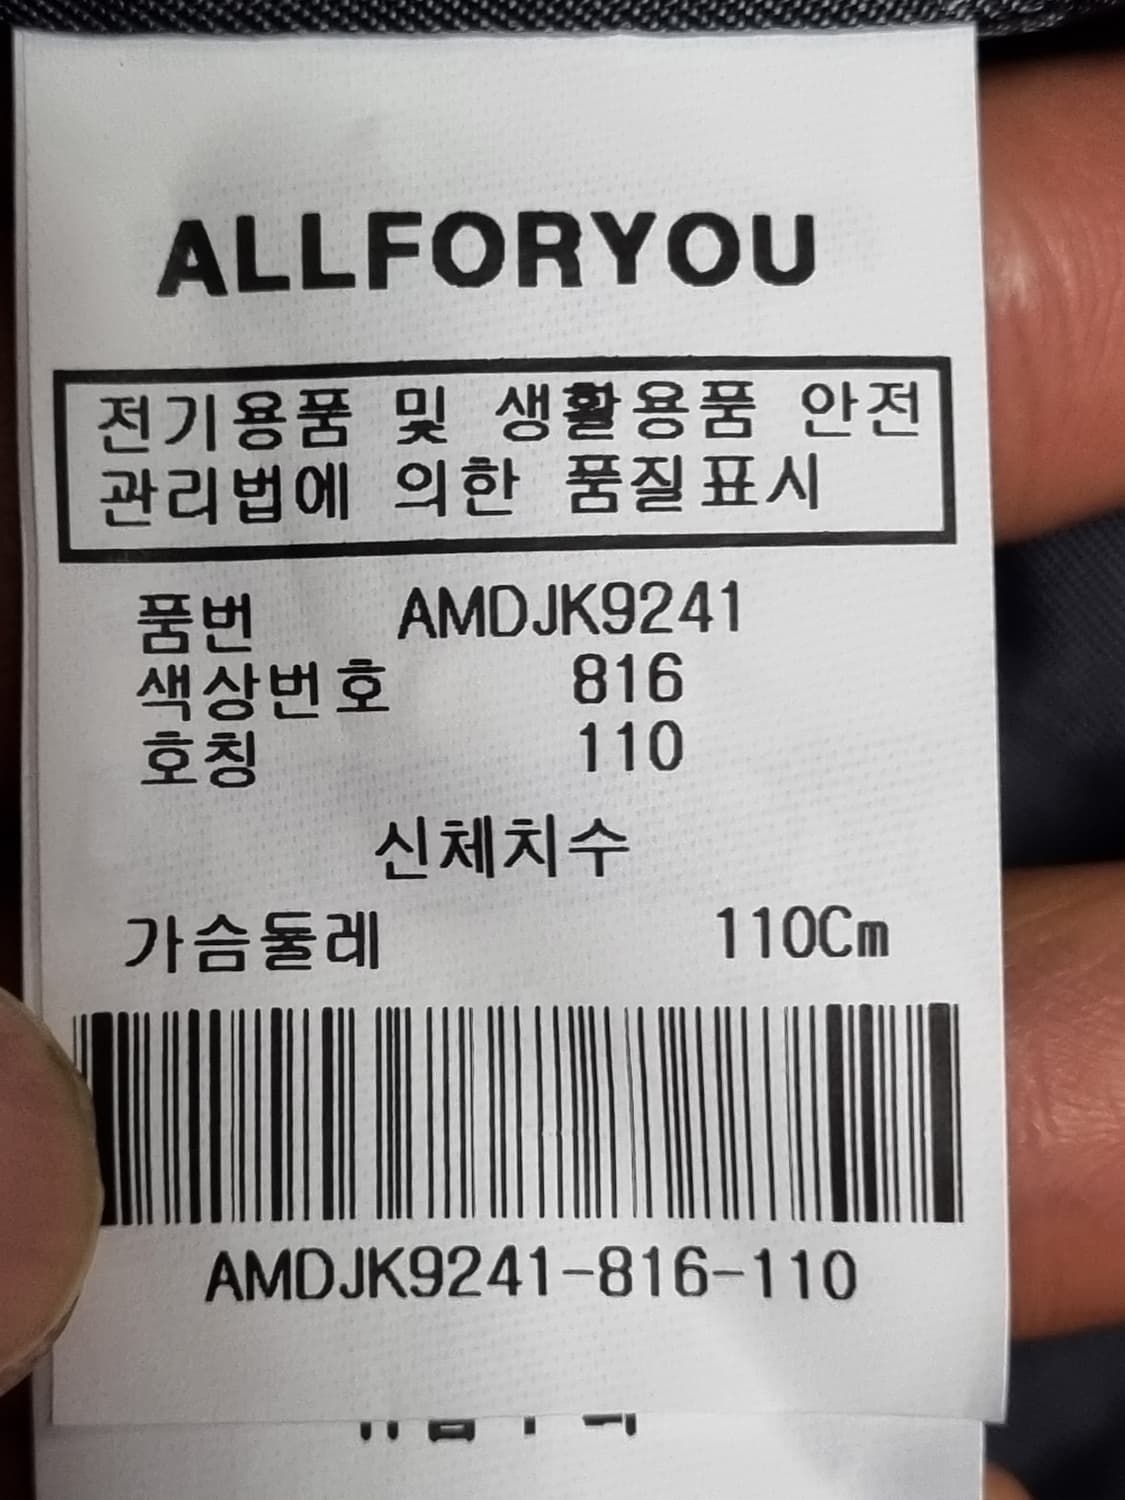 ALLFORYOU
전기용품 및 생활용품 안전
관리법에 의한 품질표시
품번 AMDJK9241
색상번호 816
호칭 110
신체치수
가슴둘레 110Cm
AMDJK9241-816-110